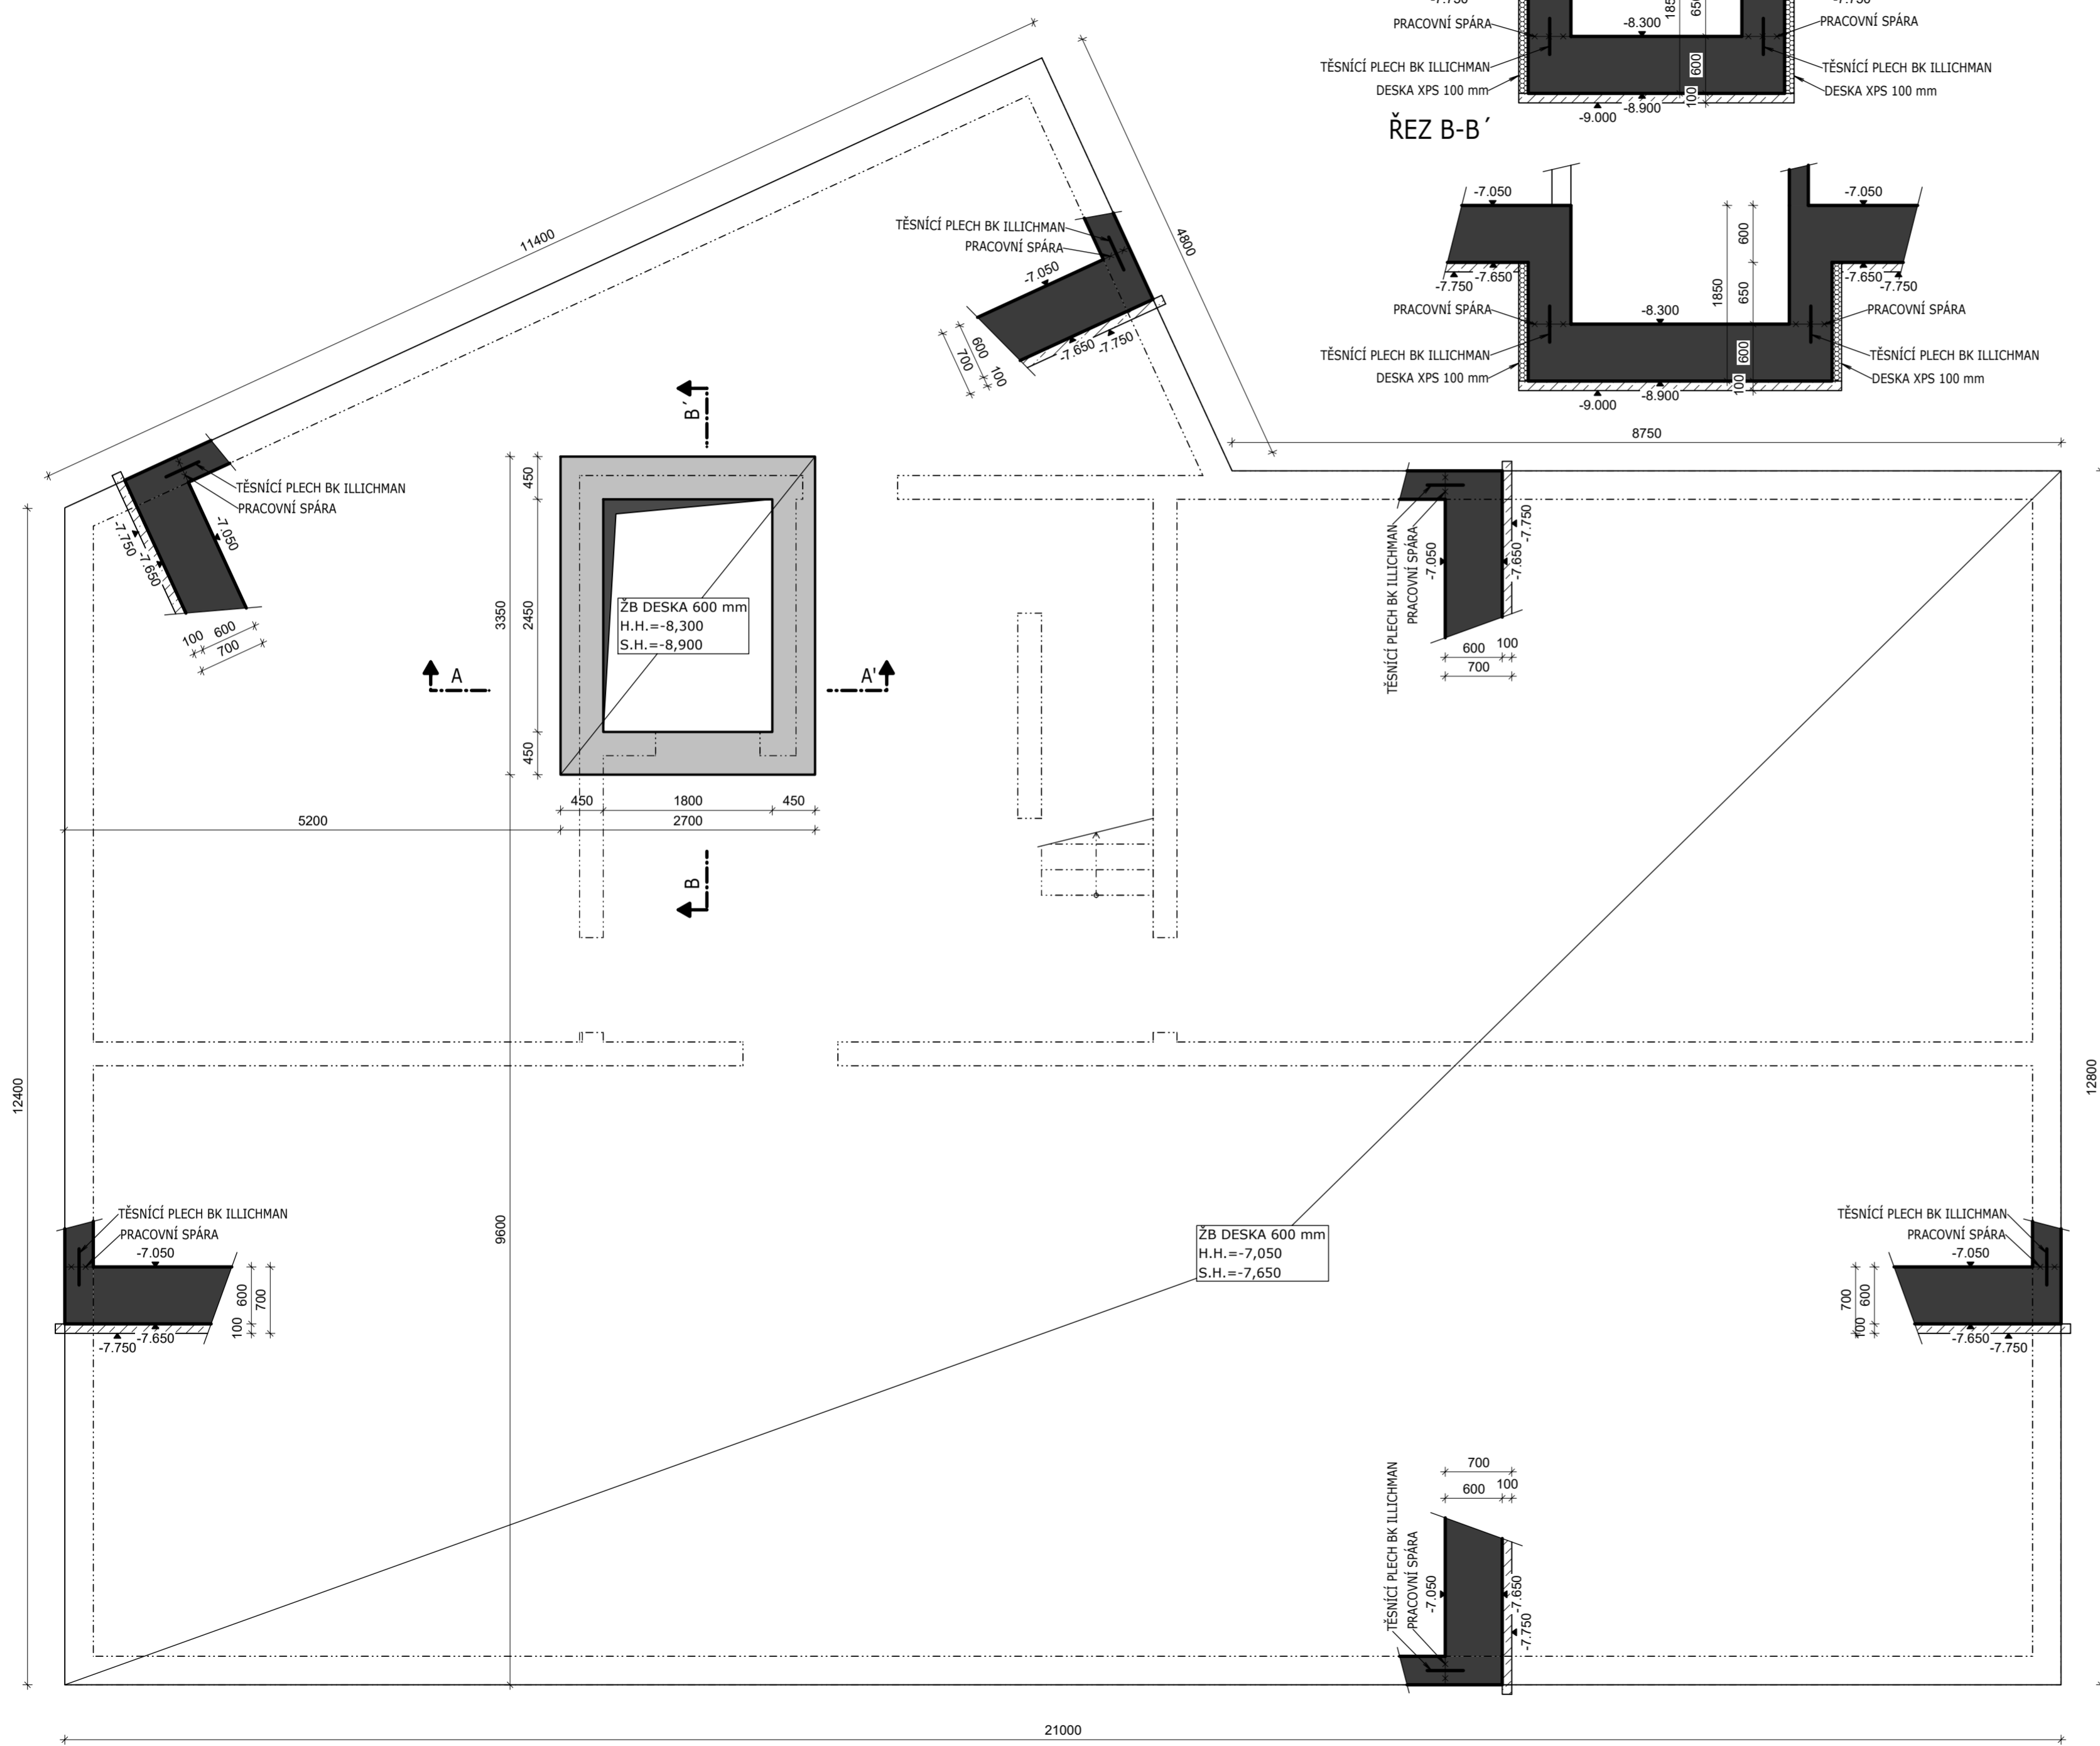 -7.750
1850
650
-7.750
PRACOVNÍ SPÁRA
-8.300
PRACOVNÍ SPÁRA
TĚSNÍCÍ PLECH BK ILLICHMAN
600
TĚSNÍCÍ PLECH BK ILLICHMAN
DESKA XPS 100 mm
100
DESKA XPS 100 mm
-8.900
-9.000
ŘEZ B-B´
-7.050
-7.050
600
-7.650
-7.750
-7.650
-7.750
1850
650
PRACOVNÍ SPÁRA
-8.300
PRACOVNÍ SPÁRA
TĚSNÍCÍ PLECH BK ILLICHMAN
600
TĚSNÍCÍ PLECH BK ILLICHMAN
DESKA XPS 100 mm
100
DESKA XPS 100 mm
-8.900
-9.000
11400
4800
TĚSNÍCÍ PLECH BK ILLICHMAN
PRACOVNÍ SPÁRA
-7.050
-7.650
-7.750
600
700
100
8750
B´
TĚSNÍCÍ PLECH BK ILLICHMAN
PRACOVNÍ SPÁRA
-7.750
-7.650
-7.050
100
600
700
450
3350
2450
450
ŽB DESKA 600 mm
H.H.=-8,300
S.H.=-8,900
A
A'
450
1800
450
5200
2700
B
TĚSNÍCÍ PLECH BK ILLICHMAN
PRACOVNÍ SPÁRA
-7.050
-7.650
-7.750
600
100
700
12400
12800
9600
TĚSNÍCÍ PLECH BK ILLICHMAN
PRACOVNÍ SPÁRA
-7.050
600
700
100
-7.650
-7.750
ŽB DESKA 600 mm
H.H.=-7,050
S.H.=-7,650
TĚSNÍCÍ PLECH BK ILLICHMAN
PRACOVNÍ SPÁRA
-7.050
700
600
100
-7.650
-7.750
700
600
100
TĚSNÍCÍ PLECH BK ILLICHMAN
PRACOVNÍ SPÁRA
-7.050
-7.650
-7.750
21000